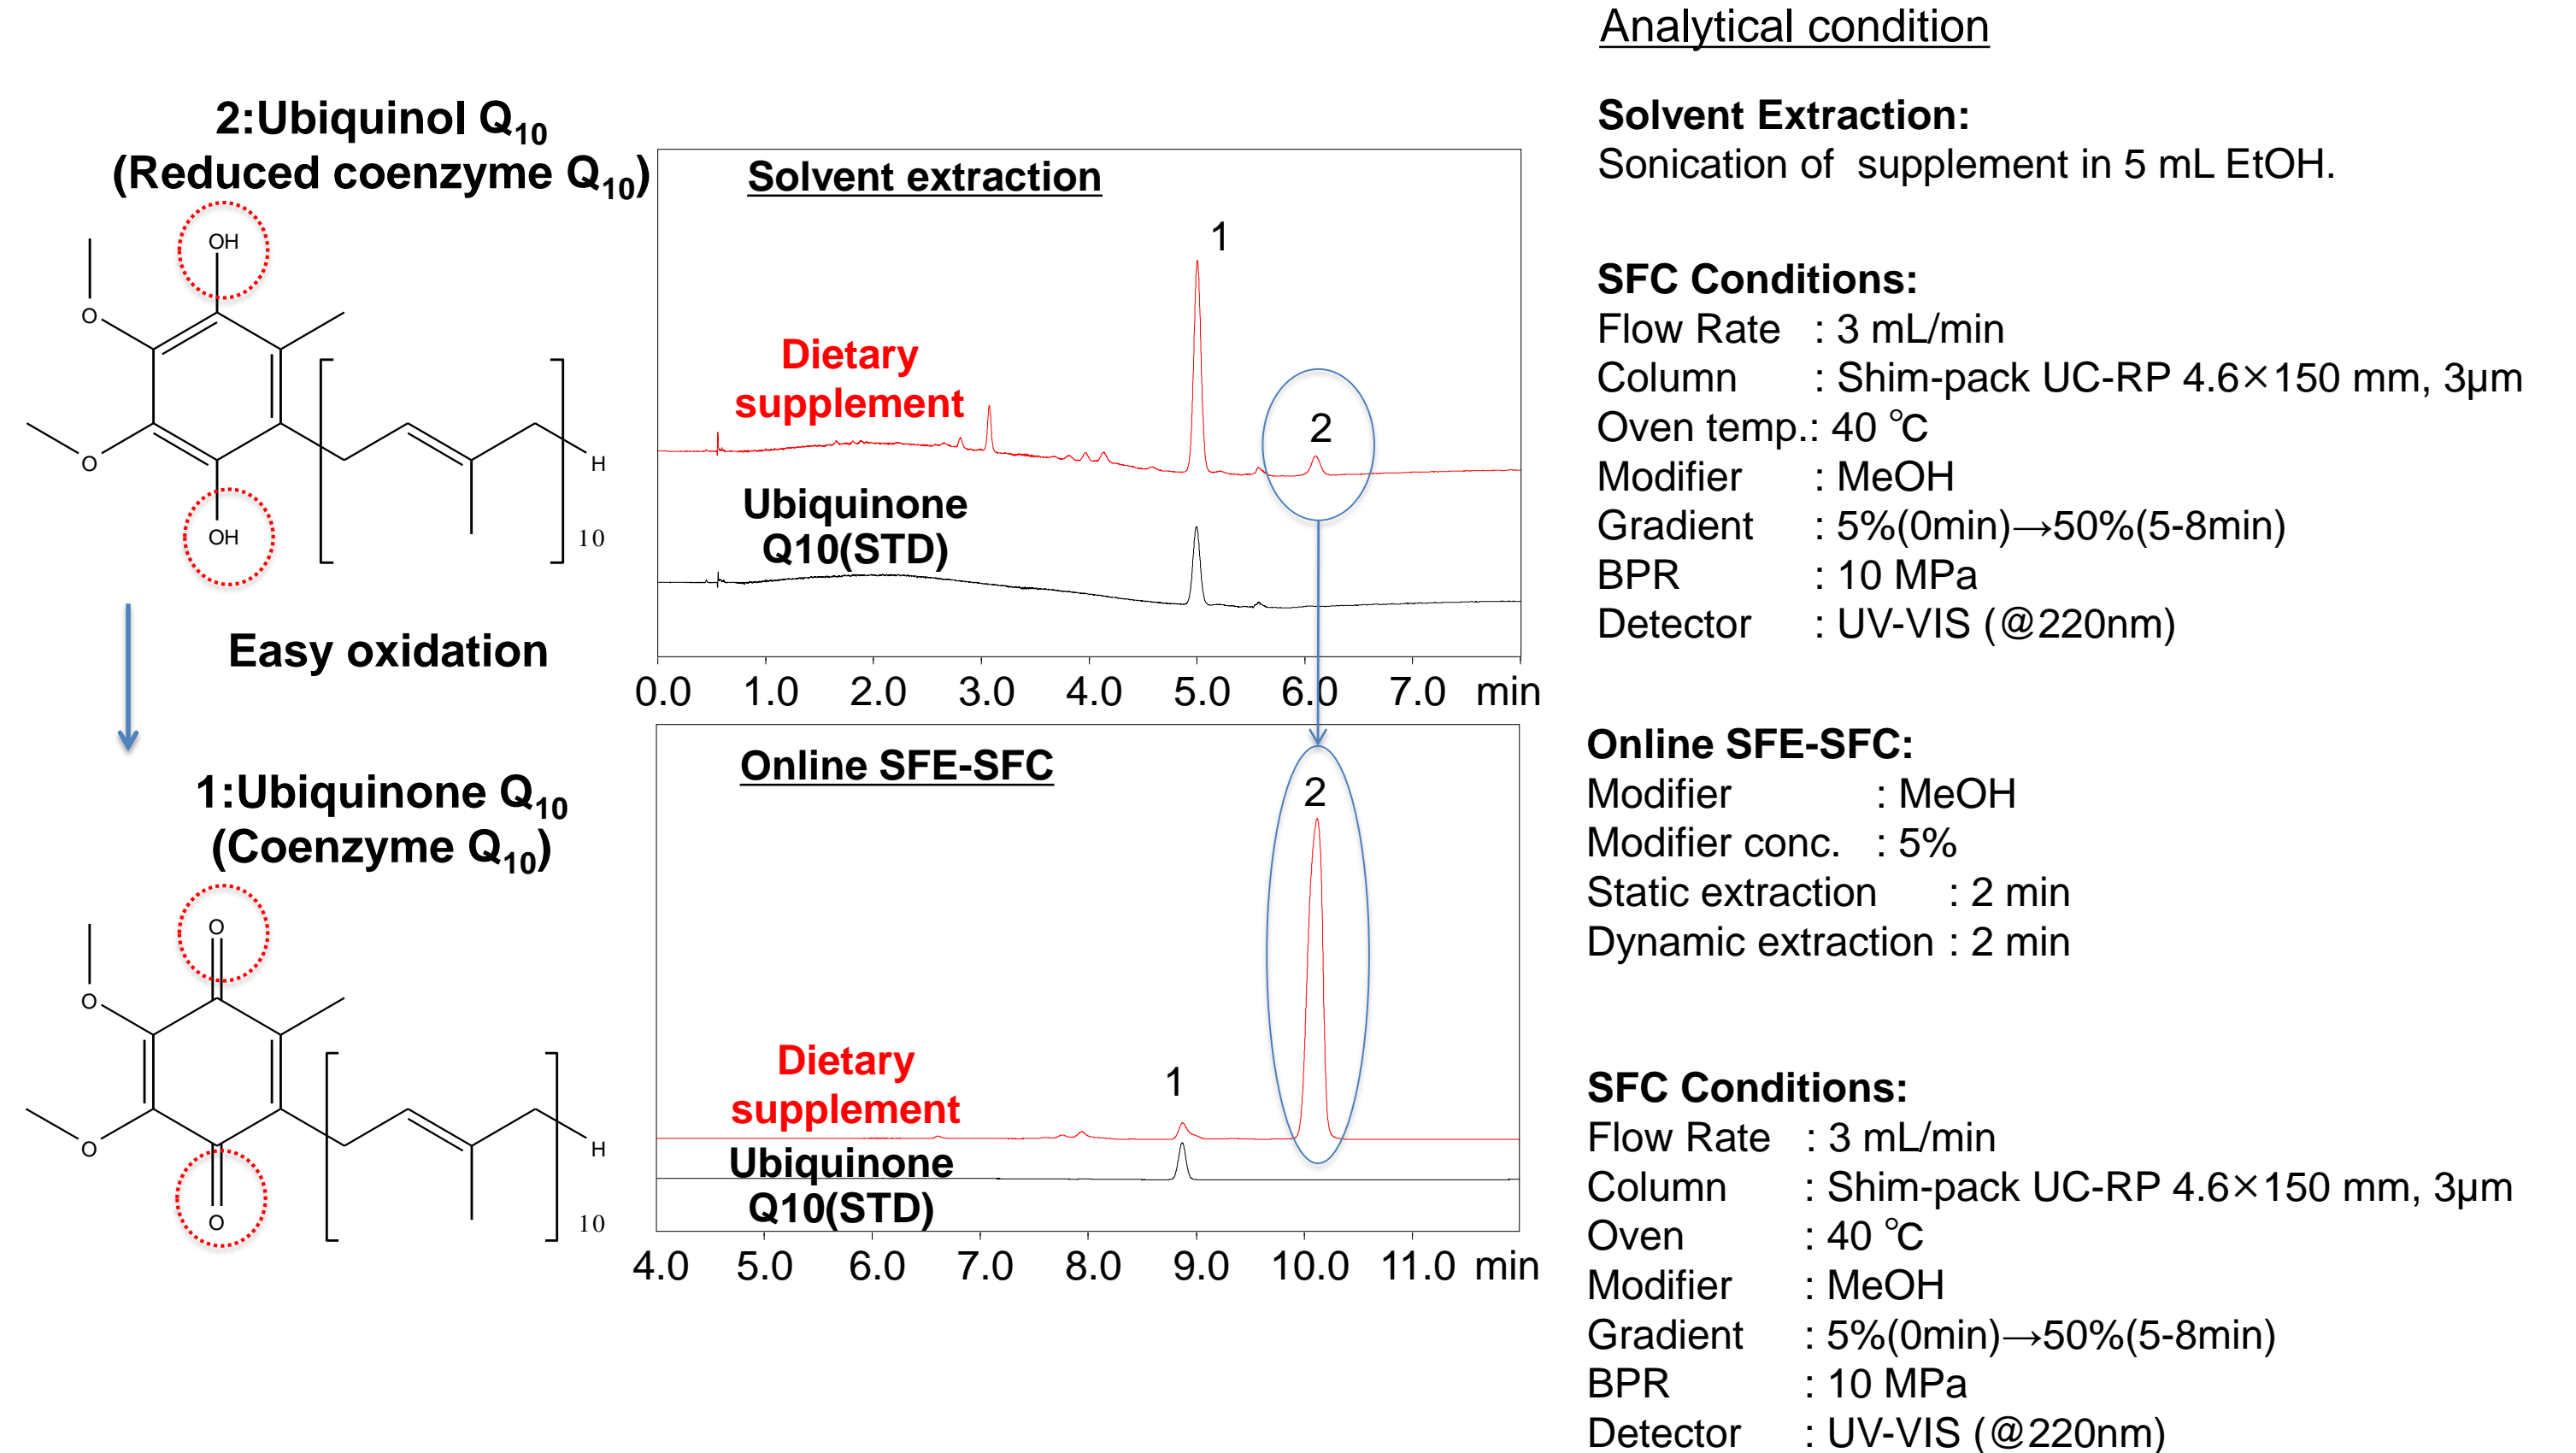 Analytical condition
2:Ubiquinol Q10
(Reduced coenzyme Q10)
OH
O
O
OH
H
10
Easy oxidation
1:Ubiquinone Q10
(Coenzyme Q10)
O
O
O
O
H
10
Solvent extraction
1
Dietary
supplement
2
Ubiquinone
Q10(STD)
0.0 1.0 2.0 3.0 4.0 5.0 6.0 7.0 min
Online SFE-SFC
2
Dietary
supplement
1
Ubiquinone
Q10(STD)
4.0 5.0 6.0 7.0 8.0 9.0 10.0 11.0 min
Solvent Extraction:
Sonication of supplement in 5 mL EtOH.
SFC Conditions:
Flow Rate : 3 mL/min
Column : Shim-pack UC-RP 4.6×150 mm, 3μm
Oven temp.: 40 ℃
Modifier : MeOH
Gradient : 5%(0min)→50%(5-8min)
BPR : 10 MPa
Detector : UV-VIS (@220nm)
Online SFE-SFC:
Modifier : MeOH
Modifier conc. : 5%
Static extraction : 2 min
Dynamic extraction : 2 min
SFC Conditions:
Flow Rate : 3 mL/min
Column : Shim-pack UC-RP 4.6×150 mm, 3μm
Oven : 40 ℃
Modifier : MeOH
Gradient : 5%(0min)→50%(5-8min)
BPR : 10 MPa
Detector : UV-VIS (@220nm)